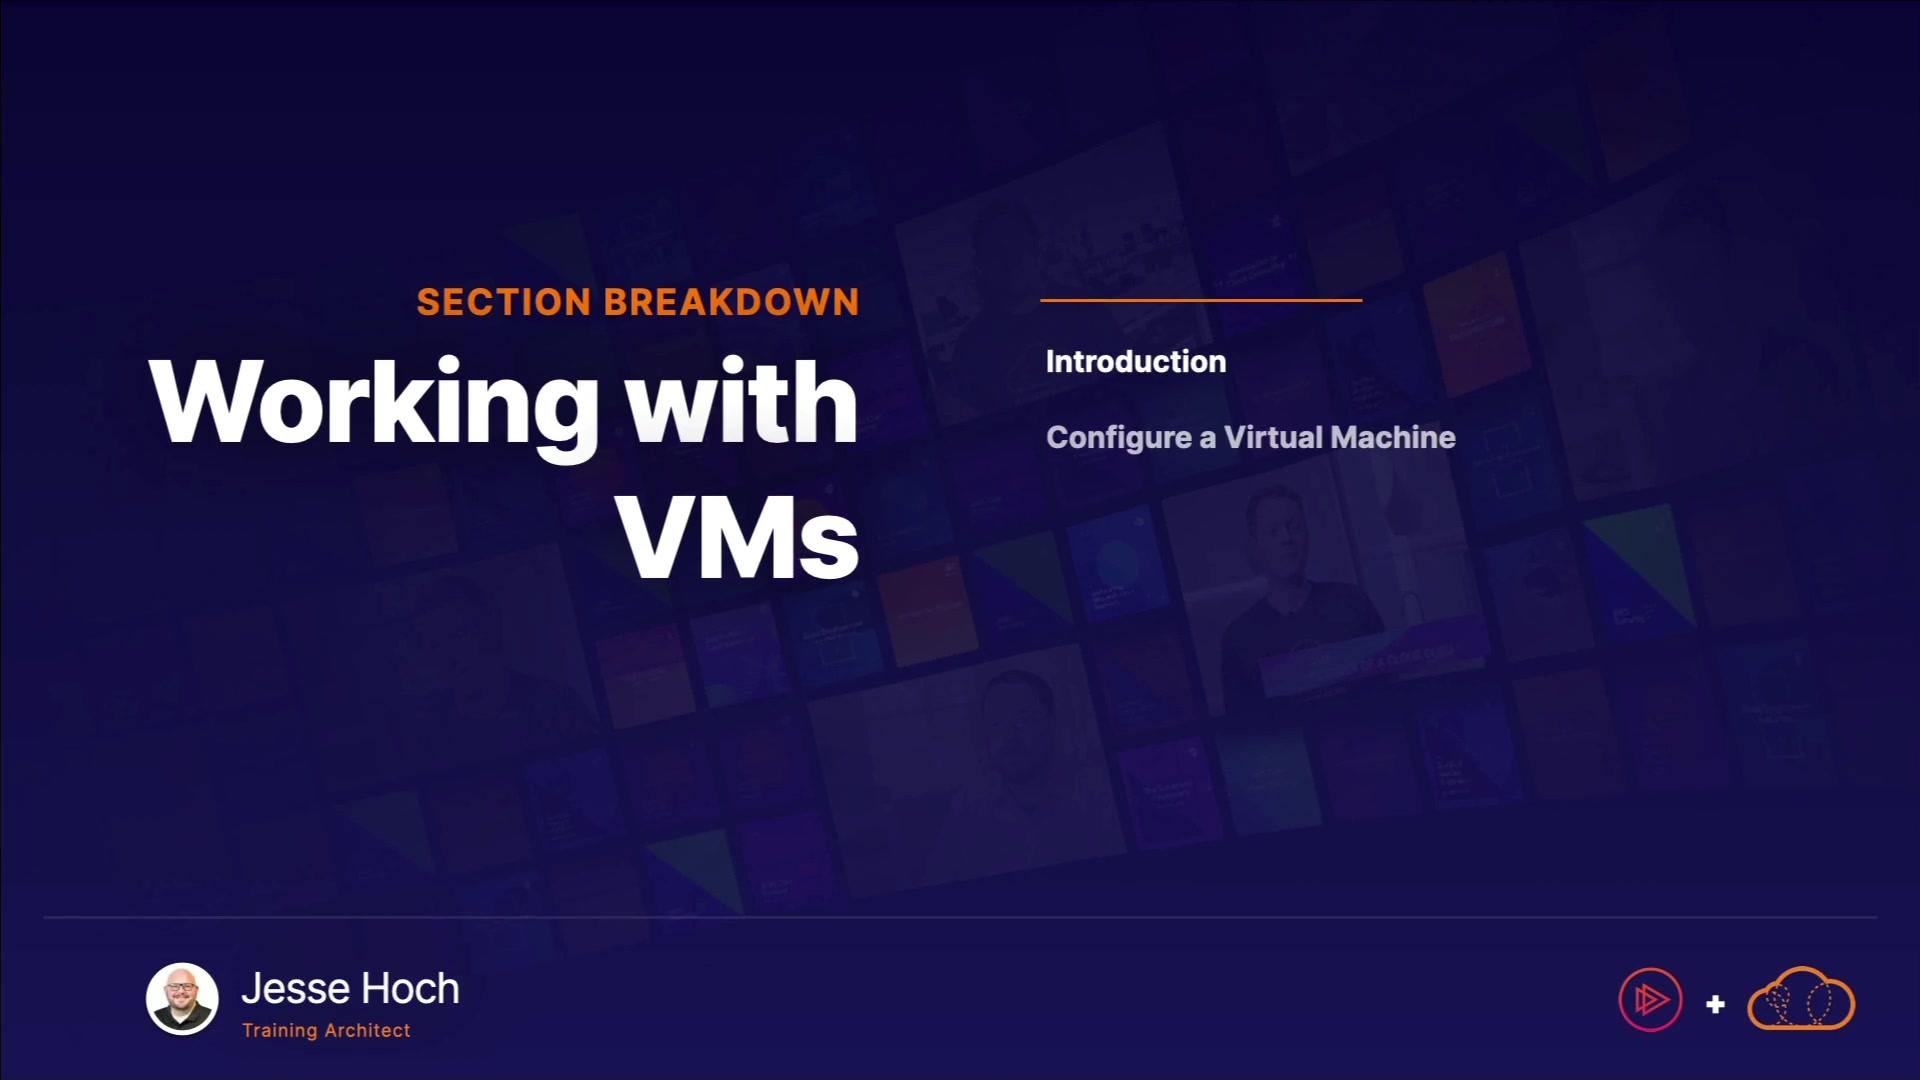 SECTION BREAKDOWN
Working with
VMs
Introduction
Configure a Virtual Machine
Jesse Hoch
Training Architect